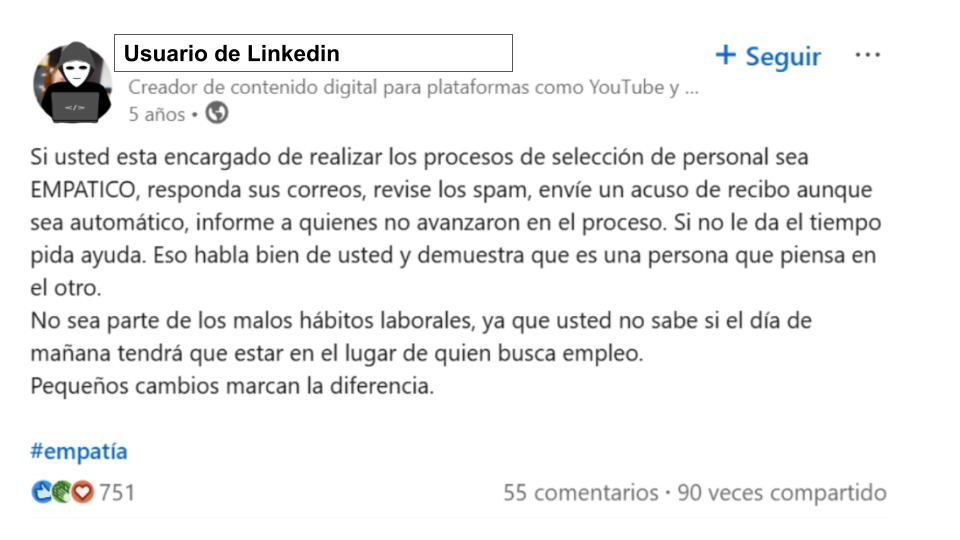 Usuario de Linkedin
+ Seguir ...
Creador de contenido digital para plataformas como YouTube y ...
5 años •
Si usted esta encargado de realizar los procesos de selección de personal sea
EMPATICO, responda sus correos, revise los spam, envíe un acuso de recibo aunque
sea automático, informe a quienes no avanzaron en el proceso. Si no le da el tiempo
pida ayuda. Eso habla bien de usted y demuestra que es una persona que piensa en
el otro.
No sea parte de los malos hábitos laborales, ya que usted no sabe si el día de
mañana tendrá que estar en el lugar de quien busca empleo.
Pequeños cambios marcan la diferencia.
#empatía
751
55 comentarios • 90 veces compartido